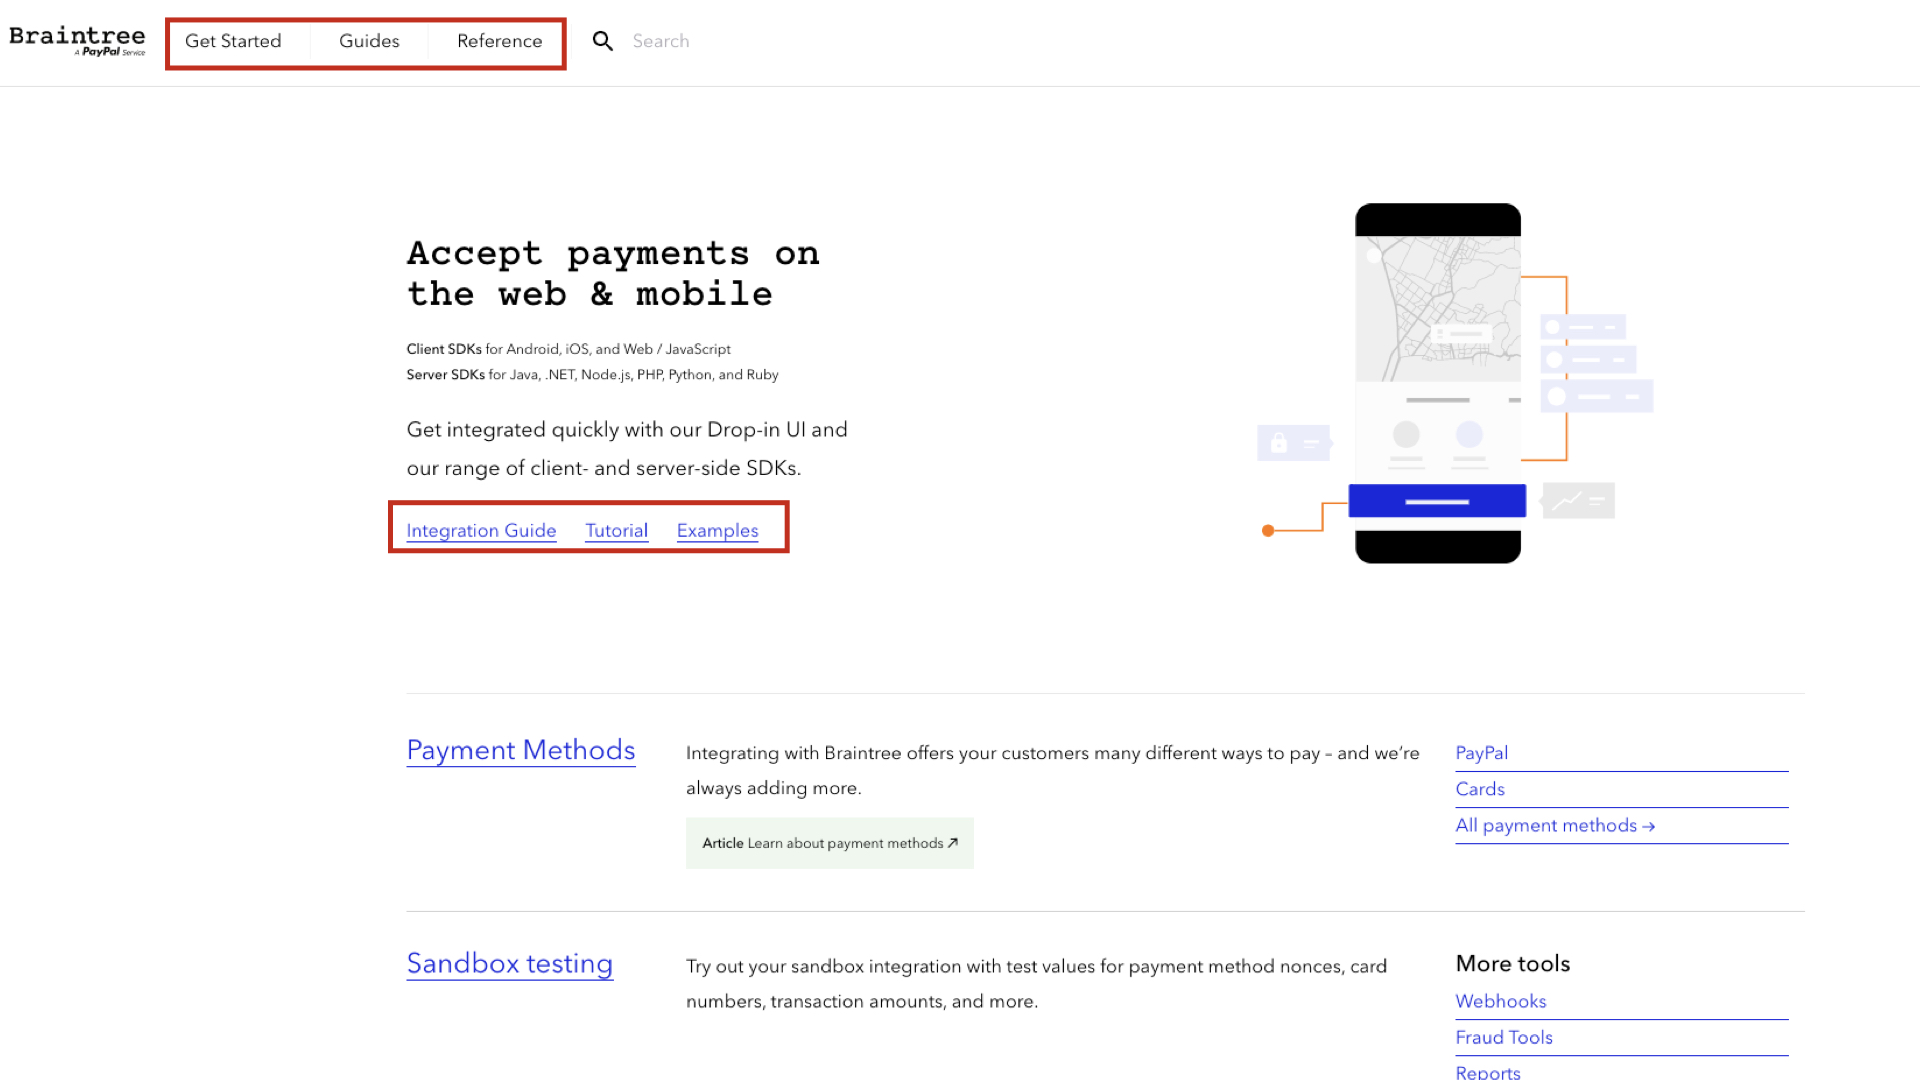 Braintree
A PayPal Service
Get Started
Guides
Reference
Search
Accept payments on
the web & mobile
Client SDKs for Android, iOS, and Web / JavaScript
Server SDKs for Java, .NET, Node.js, PHP, Python, and Ruby
Get integrated quickly with our Drop-in UI and
our range of client- and server-side SDKs.
Integration Guide
Tutorial
Examples
Payment Methods
Integrating with Braintree offers your customers many different ways to pay – and we’re
always adding more.
Article Learn about payment methods ↗
PayPal
Cards
All payment methods →
Sandbox testing
Try out your sandbox integration with test values for payment method nonces, card
numbers, transaction amounts, and more.
More tools
Webhooks
Fraud Tools
Reports